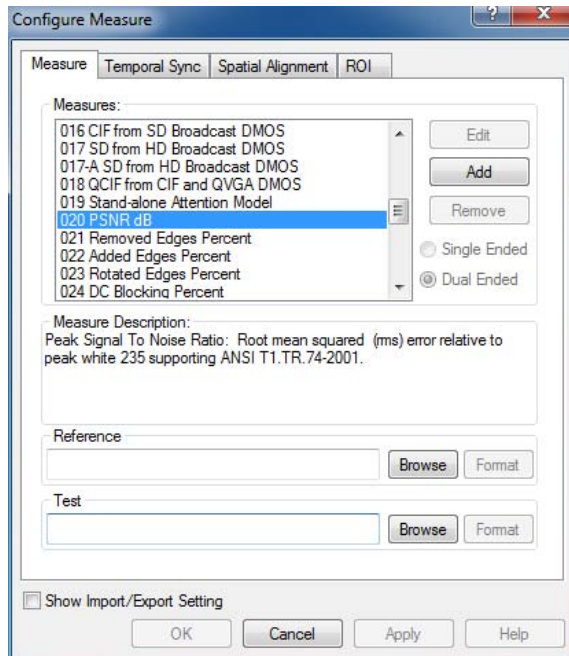 Configure Measure
?
X
Measure
Temporal Sync
Spatial Alignment
ROI
Measures:
016 CIF from SD Broadcast DMOS
017 SD from HD Broadcast DMOS
017-A SD from HD Broadcast DMOS
018 QCIF from CIF and QVGA DMOS
019 Stand-alone Attention Model
020 PSNR dB
021 Removed Edges Percent
022 Added Edges Percent
023 Rotated Edges Percent
024 DC Blocking Percent
Edit
Add
Remove
Single Ended
Dual Ended
Measure Description:
Peak Signal To Noise Ratio: Root mean squared (rms) error relative to
peak white 235 supporting ANSI T1.TR.74-2001.
Reference
Browse
Format
Test
Browse
Format
Show Import/Export Setting
OK
Cancel
Apply
Help